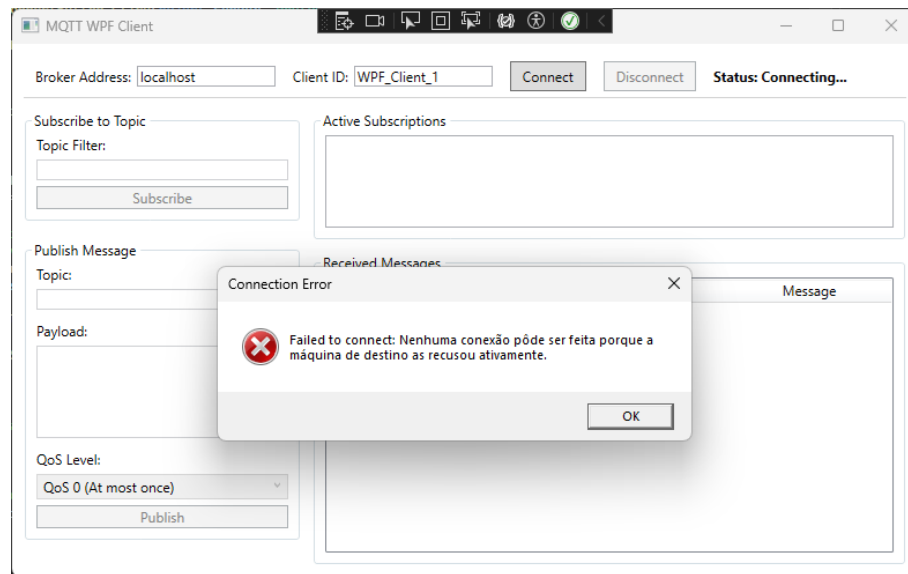 MQTT WPF Client
Broker Address: localhost Client ID: WPF_Client_1 Connect Disconnect Status: Connecting...
Subscribe to Topic
Topic Filter:
Subscribe
Active Subscriptions
Publish Message
Topic:
Payload:
QoS Level:
QoS 0 (At most once)
Publish
Received Messages
Message
Connection Error
Failed to connect: Nenhuma conexão pôde ser feita porque a
máquina de destino as recusou ativamente.
OK